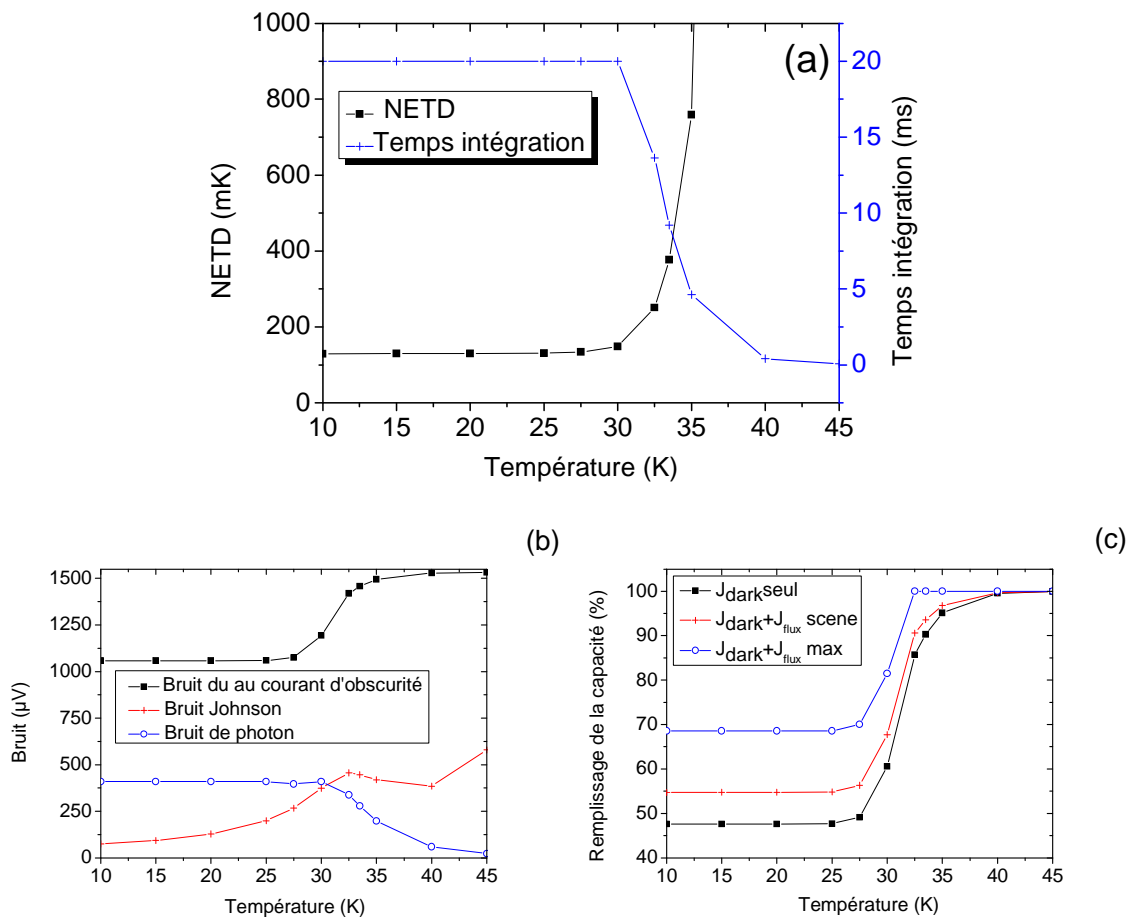 (a)
1000
800
600
400
200
0
NETD (mK)
NETD
Temps intégration
20
15
10
5
0
Temps intégration (ms)
10 15 20 25 30 35 40 45
Température (K)
(b)
1500
1250
1000
750
500
250
0
Bruit (µV)
Bruit du au courant d'obscurité
Bruit Johnson
Bruit de photon
10 15 20 25 30 35 40 45
Température (K)
(c)
100
90
80
70
60
50
40
Remplissage de la capacité (%)
Jdark seul
Jdark+Jflux scene
Jdark+Jflux max
10 15 20 25 30 35 40 45
Température (K)